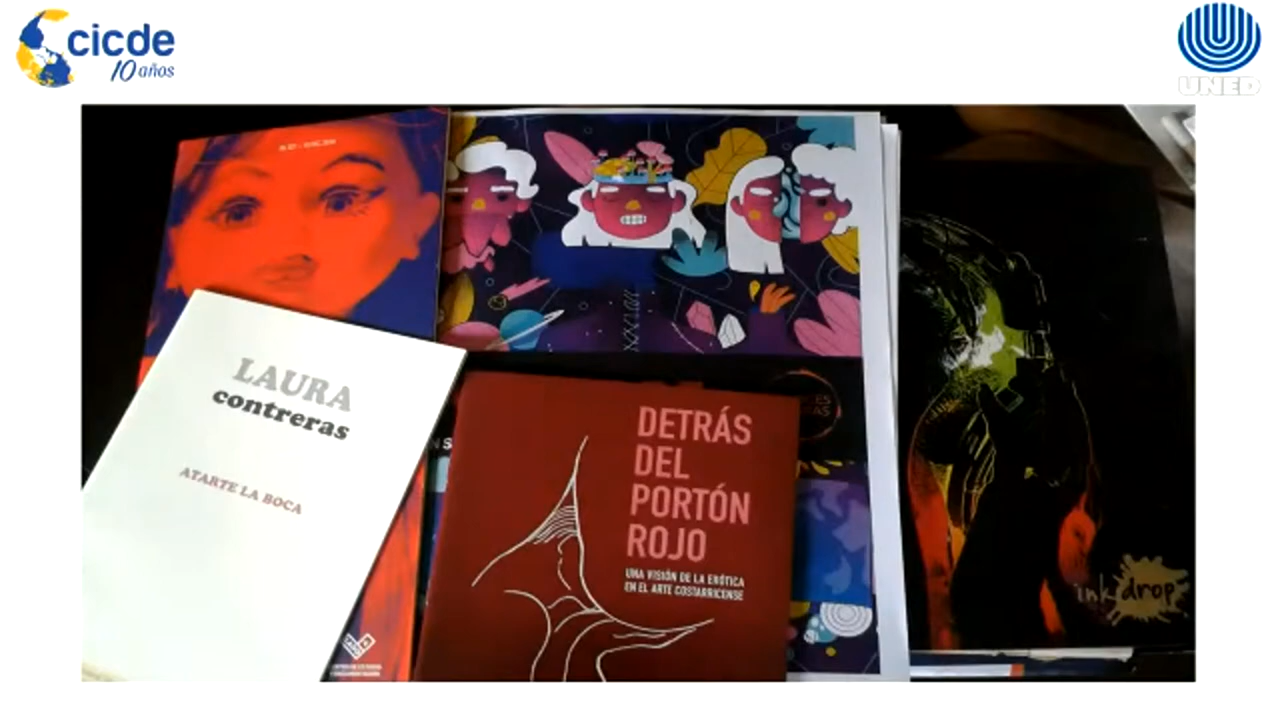 cicde
10 años
UNED
LAURA
contreras
ATARTE LA BOCA
DETRÁS
DEL
PORTÓN
ROJO
UNA VISIÓN DE LA ERÓTICA
EN EL ARTE COSTARRICENSE
ink drop